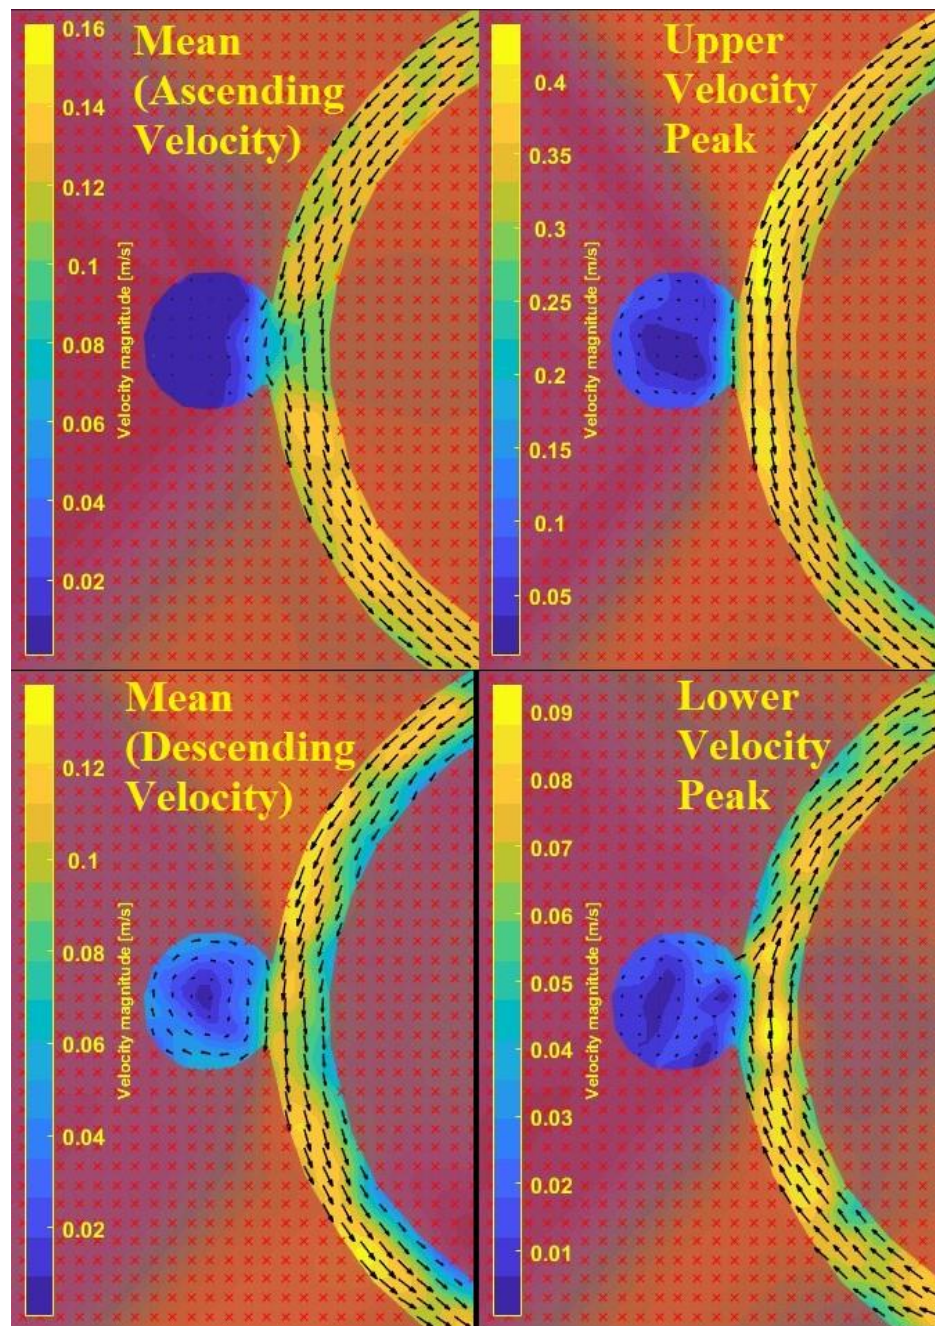 0.16
0.14
0.12
0.1
0.08
0.06
0.04
0.02
Velocity magnitude [m/s]
Mean
(Ascending
Velocity)
0.4
0.35
0.3
0.25
0.2
0.15
0.1
0.05
Velocity magnitude [m/s]
Upper
Velocity
Peak
0.12
0.1
0.08
0.06
0.04
0.02
Velocity magnitude [m/s]
Mean
(Descending
Velocity)
0.09
0.08
0.07
0.06
0.05
0.04
0.03
0.02
0.01
Velocity magnitude [m/s]
Lower
Velocity
Peak